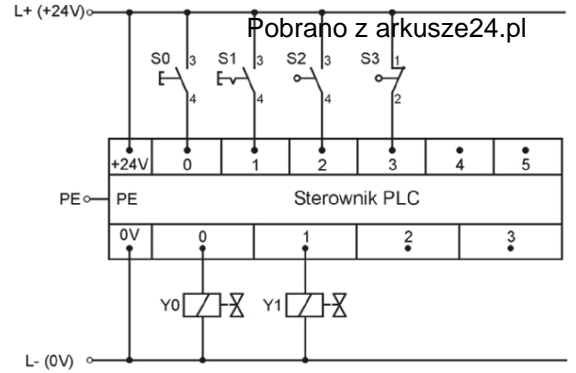 L+ (+24V)
Pobrano z arkusze24.pl
S0 3 S1 3 S2 3 S3 1
4 4 4 2
+24V 0 1 2 3 4 5
PE PE Sterownik PLC
0V 0 1 2 3
Y0 Y1
L- (0V)